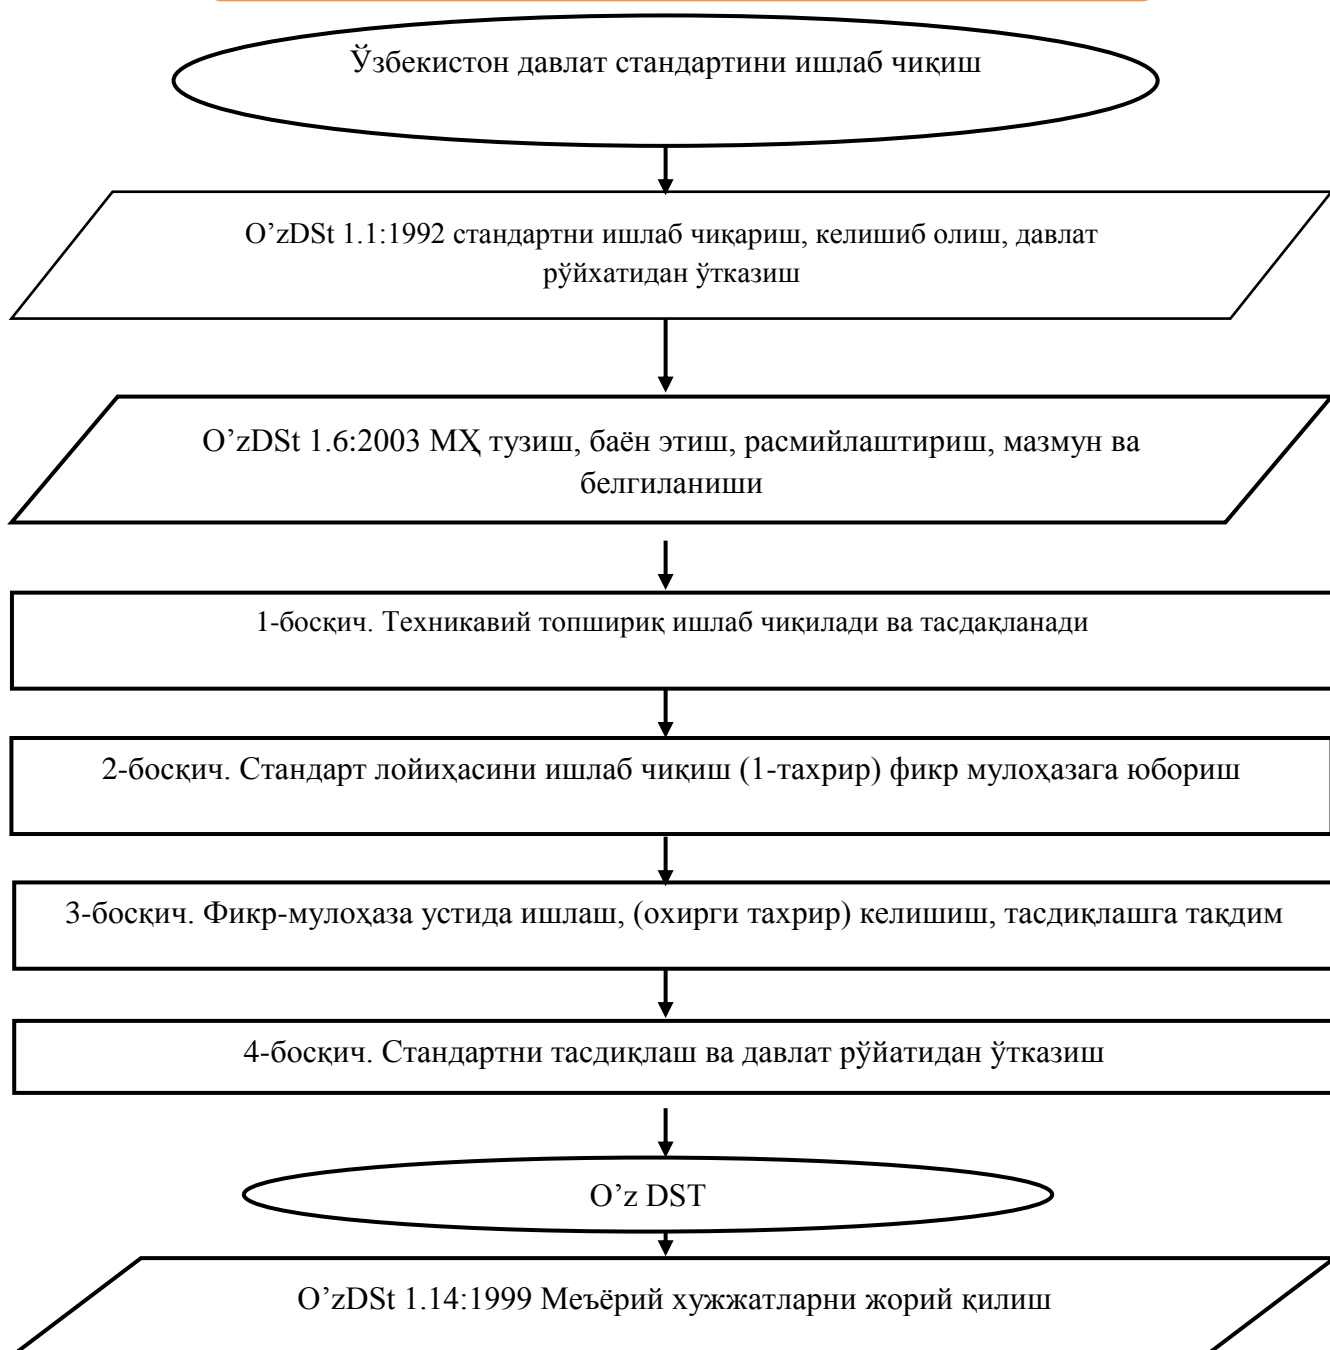 Ўзбекистон давлат стандартини ишлаб чиқиш
O’zDSt 1.1:1992 стандартни ишлаб чиқариш, келишиб олиш, давлат
рўйхатидан ўтказиш
O’zDSt 1.6:2003 МҲ тузиш, баён этиш, расмийлаштириш, мазмун ва
белгиланиши
1-босқич. Техникавий топшириқ ишлаб чиқилади ва тасдақланади
2-босқич. Стандарт лойиҳасини ишлаб чиқиш (1-тахрир) фикр мулоҳазага юбориш
3-босқич. Фикр-мулоҳаза устида ишлаш, (охирги тахрир) келишиш, тасдиқлашга тақдим
4-босқич. Стандартни тасдиқлаш ва давлат рўйатидан ўтказиш
O’z DST
O’zDSt 1.14:1999 Меъёрий хужжатларни жорий қилиш